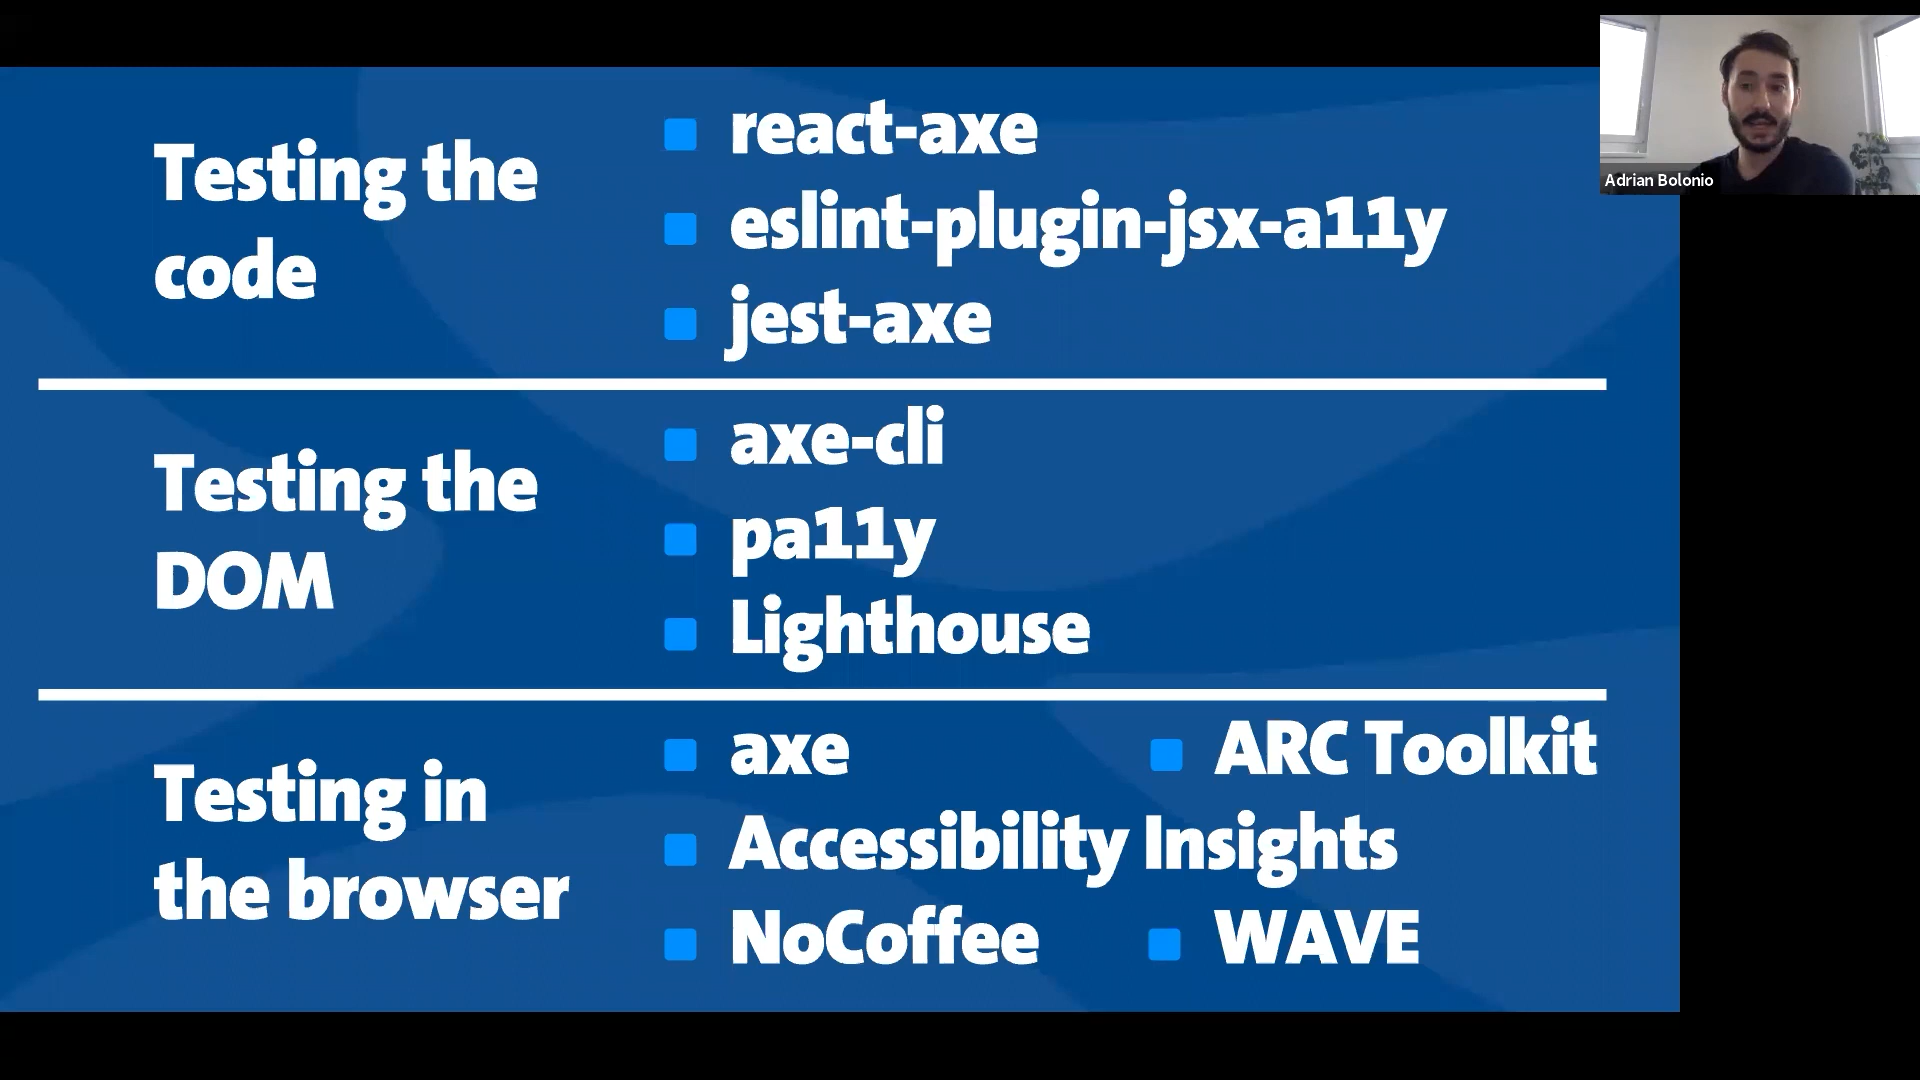 Testing the
code
react-axe
eslint-plugin-jsx-a11y
jest-axe
Testing the
DOM
axe-cli
pa11y
Lighthouse
Testing in
the browser
axe
ARC Toolkit
Accessibility Insights
NoCoffee
WAVE
Adrian Bolonio